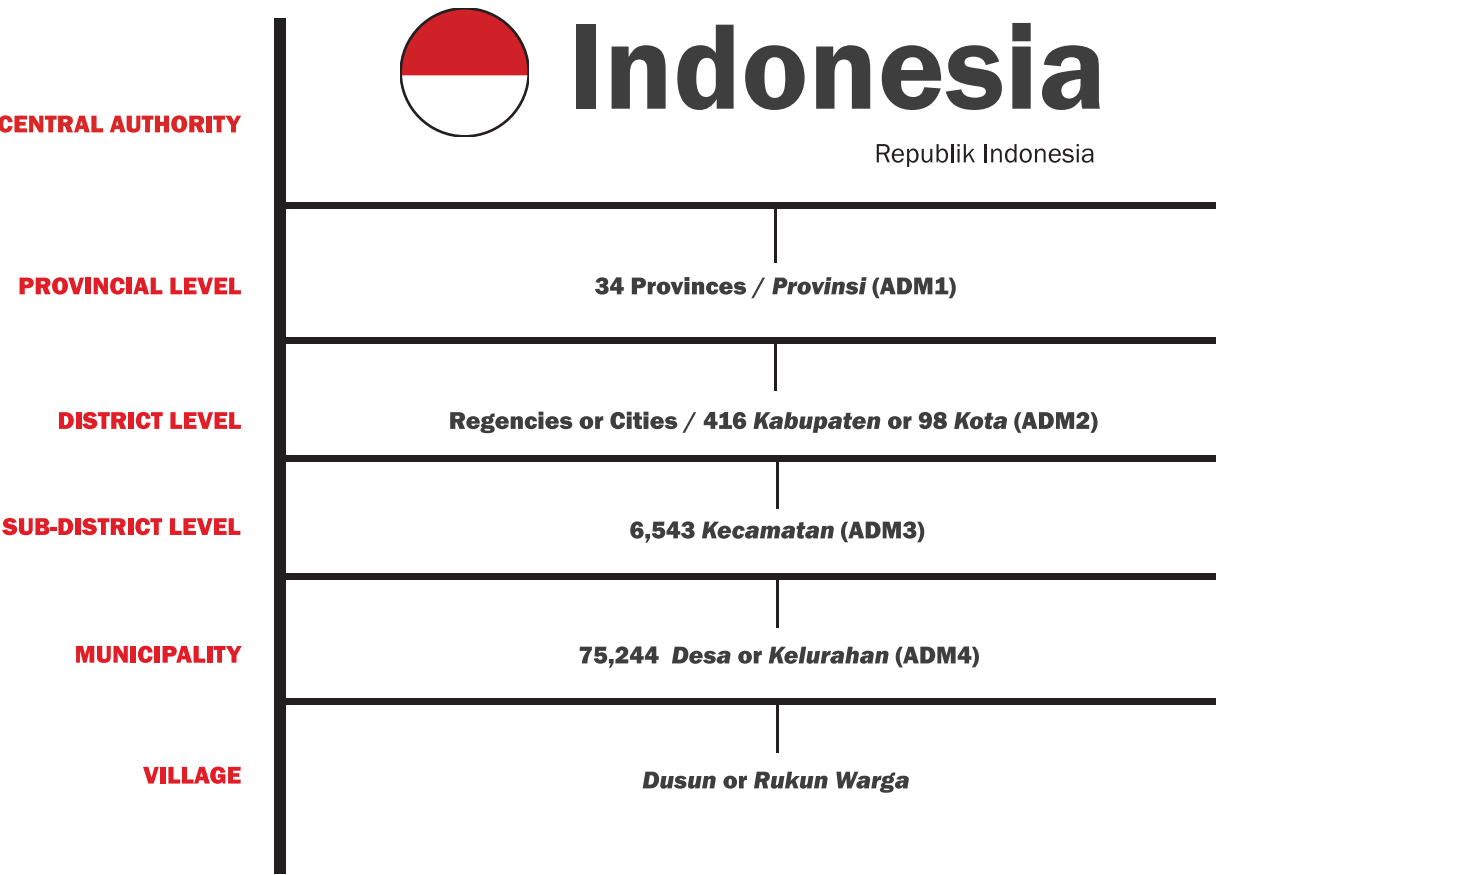 Indonesia
CENTRAL AUTHORITY
Republik Indonesia
PROVINCIAL LEVEL
34 Provinces / Provinsi (ADM1)
DISTRICT LEVEL
Regencies or Cities / 416 Kabupaten or 98 Kota (ADM2)
SUB-DISTRICT LEVEL
6,543 Kecamatan (ADM3)
MUNICIPALITY
75,244 Desa or Kelurahan (ADM4)
VILLAGE
Dusun or Rukun Warga